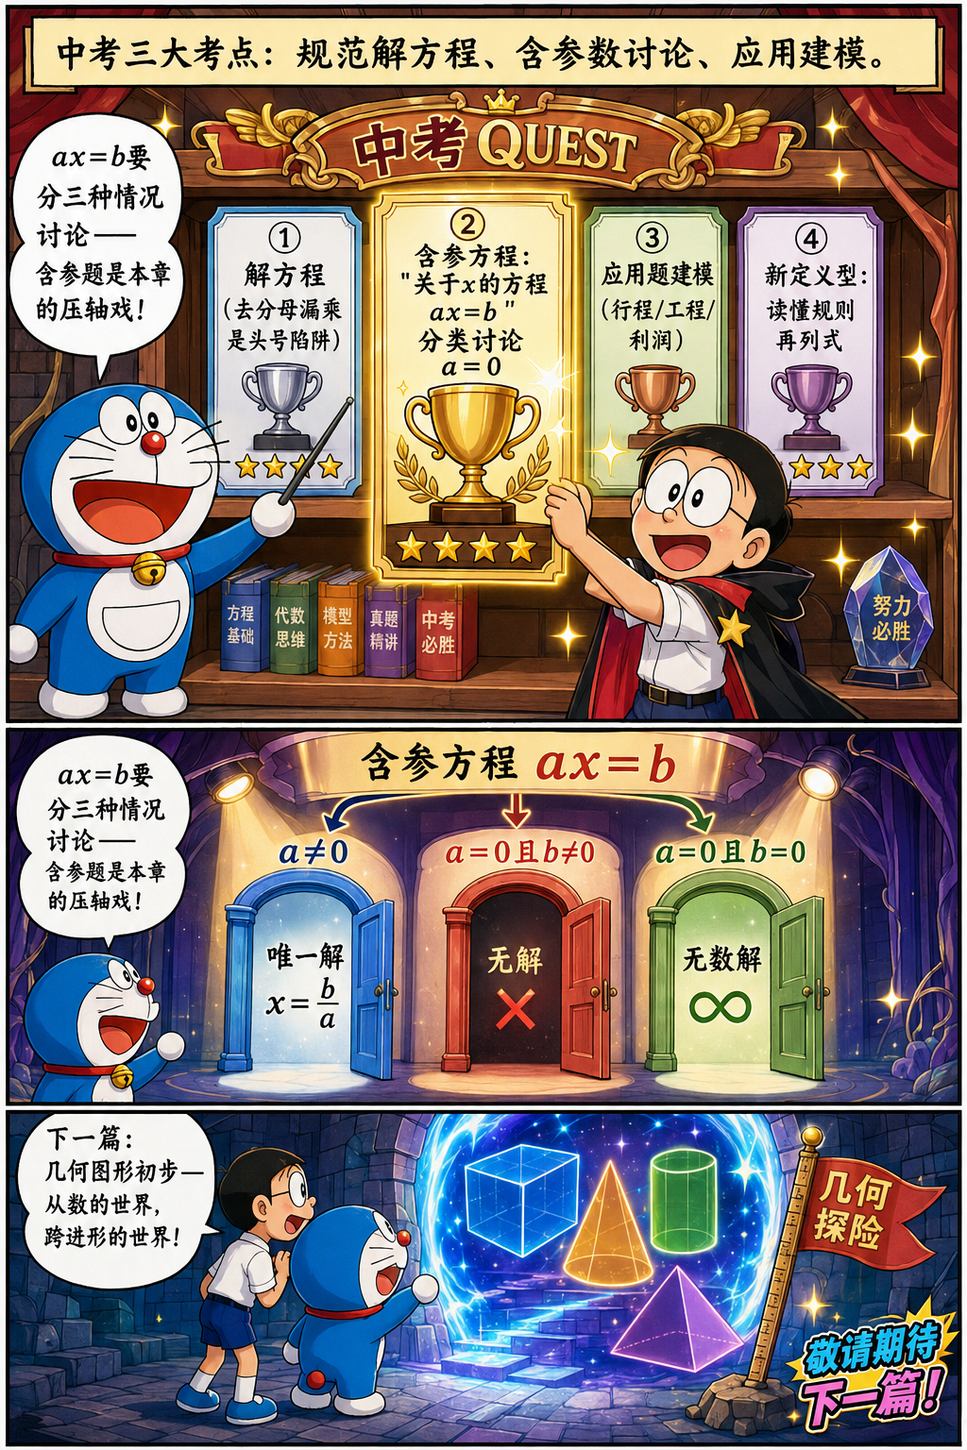 中考三大考点：规范解方程、含参数讨论、应用建模。
中考 QUEST
ax=b要
分三种情况
讨论——
含参题是本章
的压轴戏！
①
解方程
(去分母漏乘
是头号陷阱)
②
含参方程：
"关于x的方程
ax=b"
分类讨论
a=0
③
应用题建模
(行程/工程/
利润)
④
新定义型：
读懂规则
再列式
方程
基础
代数
思维
模型
方法
真题
精讲
中考
必胜
努力
必胜
含参方程 ax=b
ax=b要
分三种情况
讨论——
含参题是本章
的压轴戏！
a≠0
唯一解
x=b/a
a=0且b≠0
无解
a=0且b=0
无数解
∞
下一篇：
几何图形初步—
从数的世界，
跨进形的世界！
几何
探险
敬请期待
下一篇！